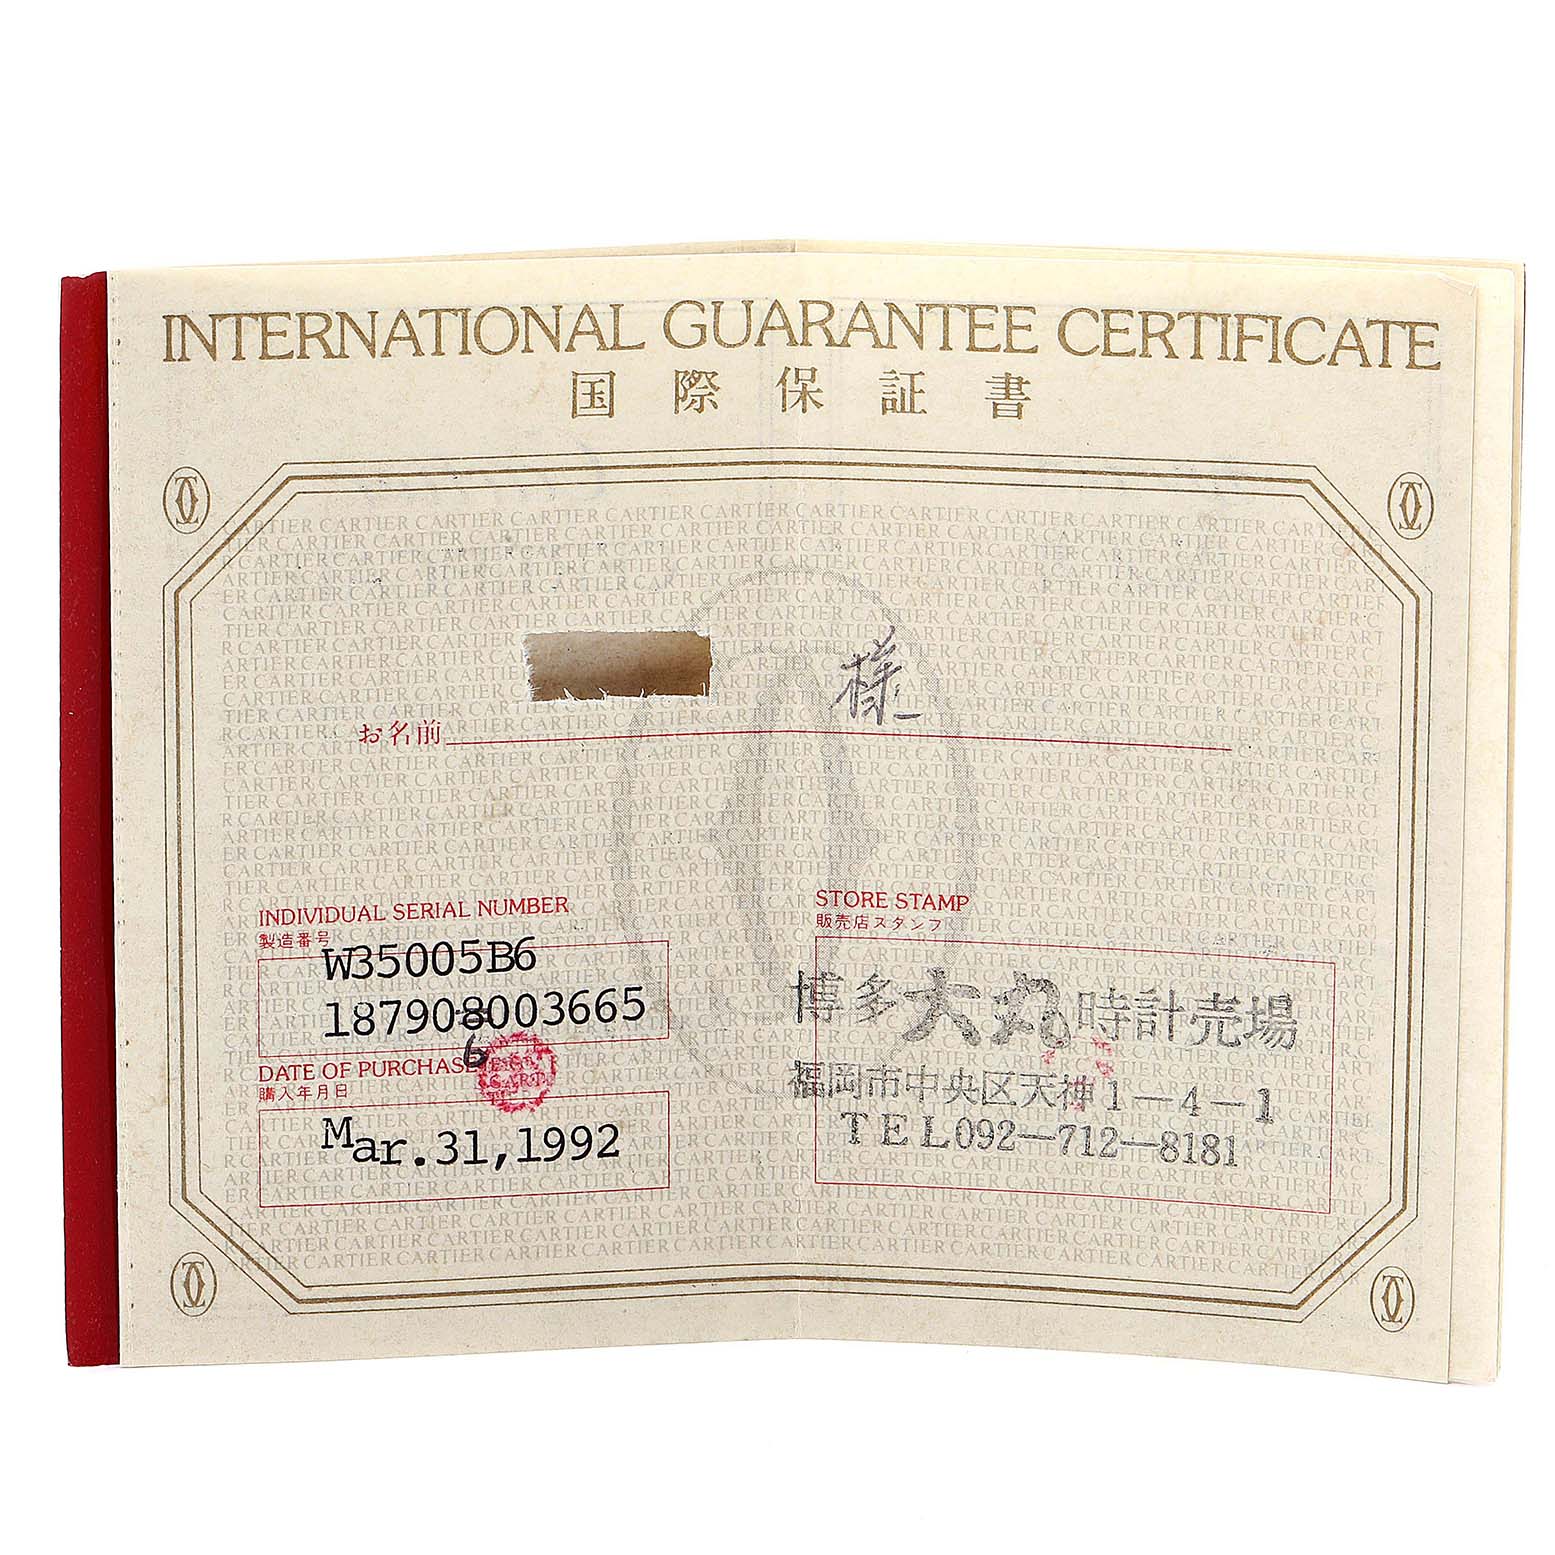 INTERNATIONAL GUARANTEE CERTIFICATE
国際保証書
様
お名前
INDIVIDUAL SERIAL NUMBER
製造番号
W35005B6
187908003665
6
DATE OF PURCHASE
購入年月日
Mar.31,1992
STORE STAMP
販売店スタンプ
博多大丸時計売場
福岡市中央区天神1-4-1
TEL092-712-8181